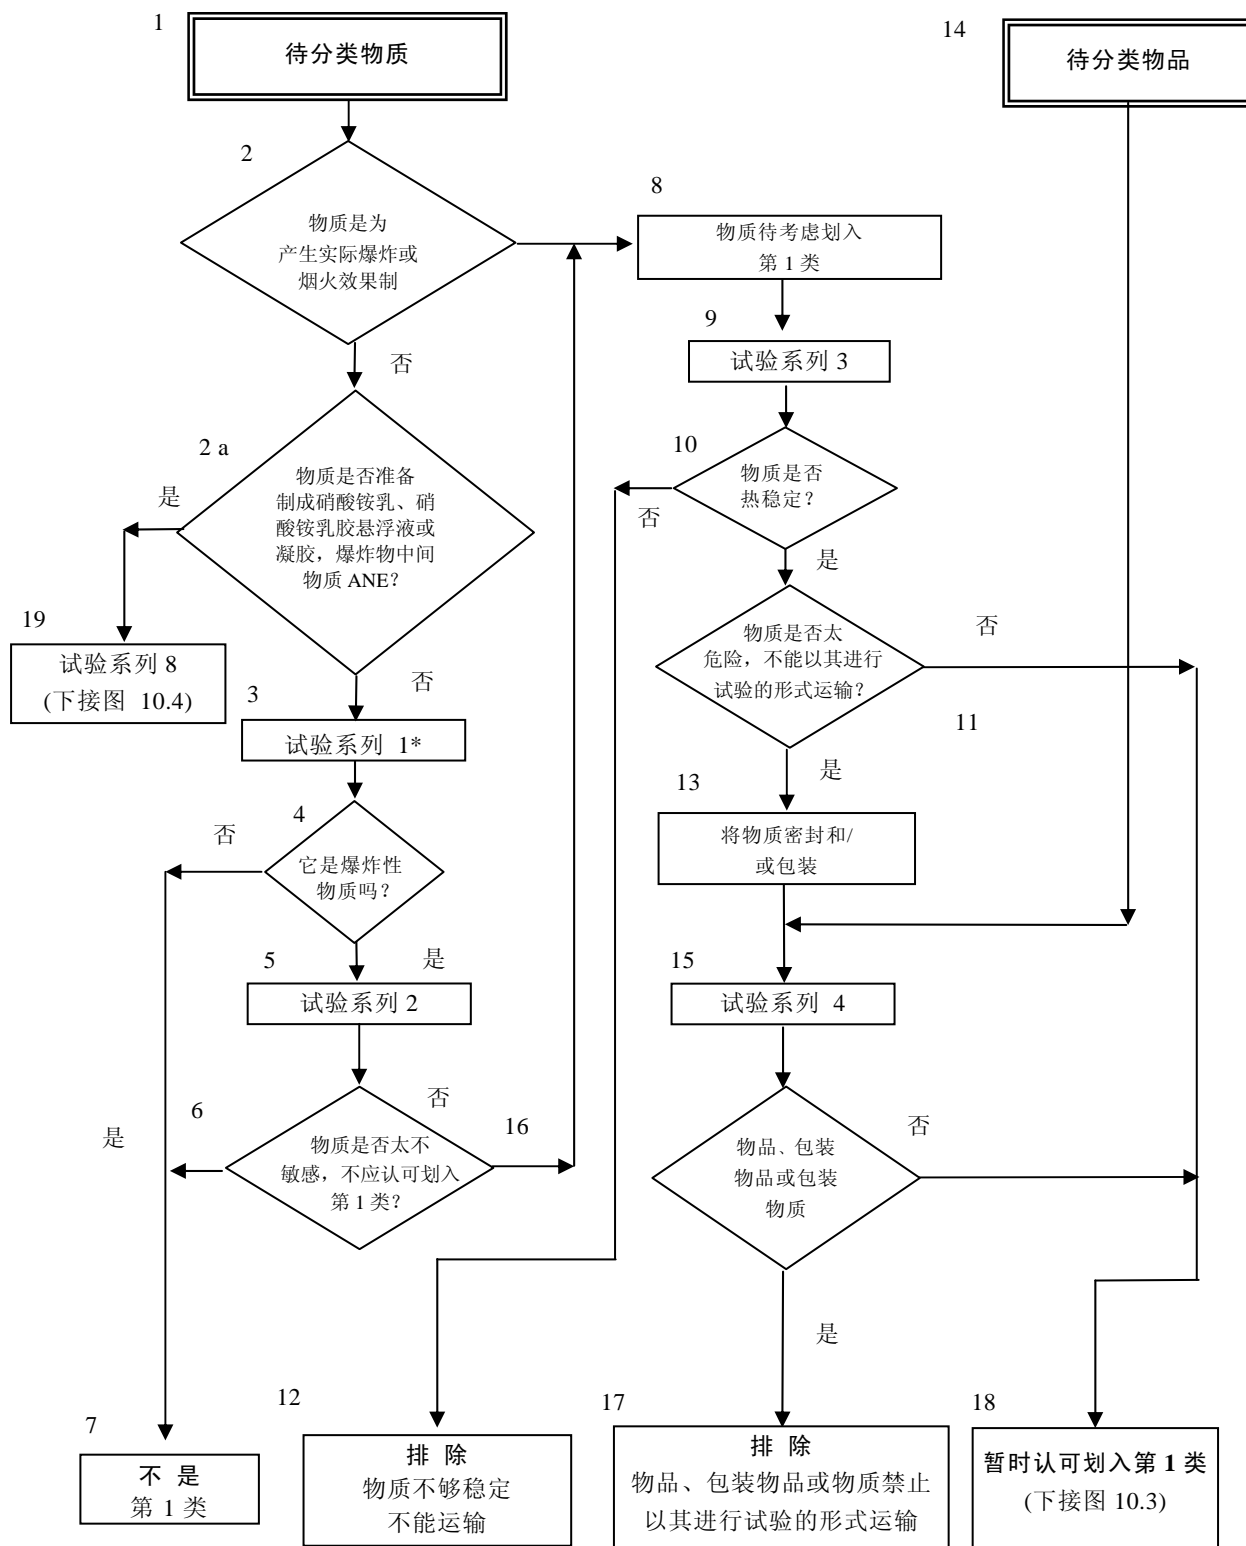 1
待分类物质
14
待分类物品
2
物质是为
产生实际爆炸或
烟火效果制
8
物质待考虑划入
第 1 类
否
9
试验系列 3
2 a
物质是否准备
制成硝酸铵乳、硝
酸铵乳胶悬浮液或
凝胶，爆炸物中间
物质 ANE？
是
10
物质是否
热稳定？
否
是
19
试验系列 8
(下接图 10.4)
否
物质是否太
危险，不能以其进行
试验的形式运输？
否
11
3
试验系列 1*
是
13
将物质密封和/
或包装
4
否
它是爆炸性
物质吗？
是
5
试验系列 2
15
试验系列 4
6
否
16
是
物质是否太不
敏感，不应认可划入
第 1 类？
物品、包装
物品或包装
物质
否
是
7
不 是
第 1 类
12
排 除
物质不够稳定
不能运输
17
排 除
物品、包装物品或物质禁止
以其进行试验的形式运输
18
暂时认可划入第 1 类
(下接图 10.3)